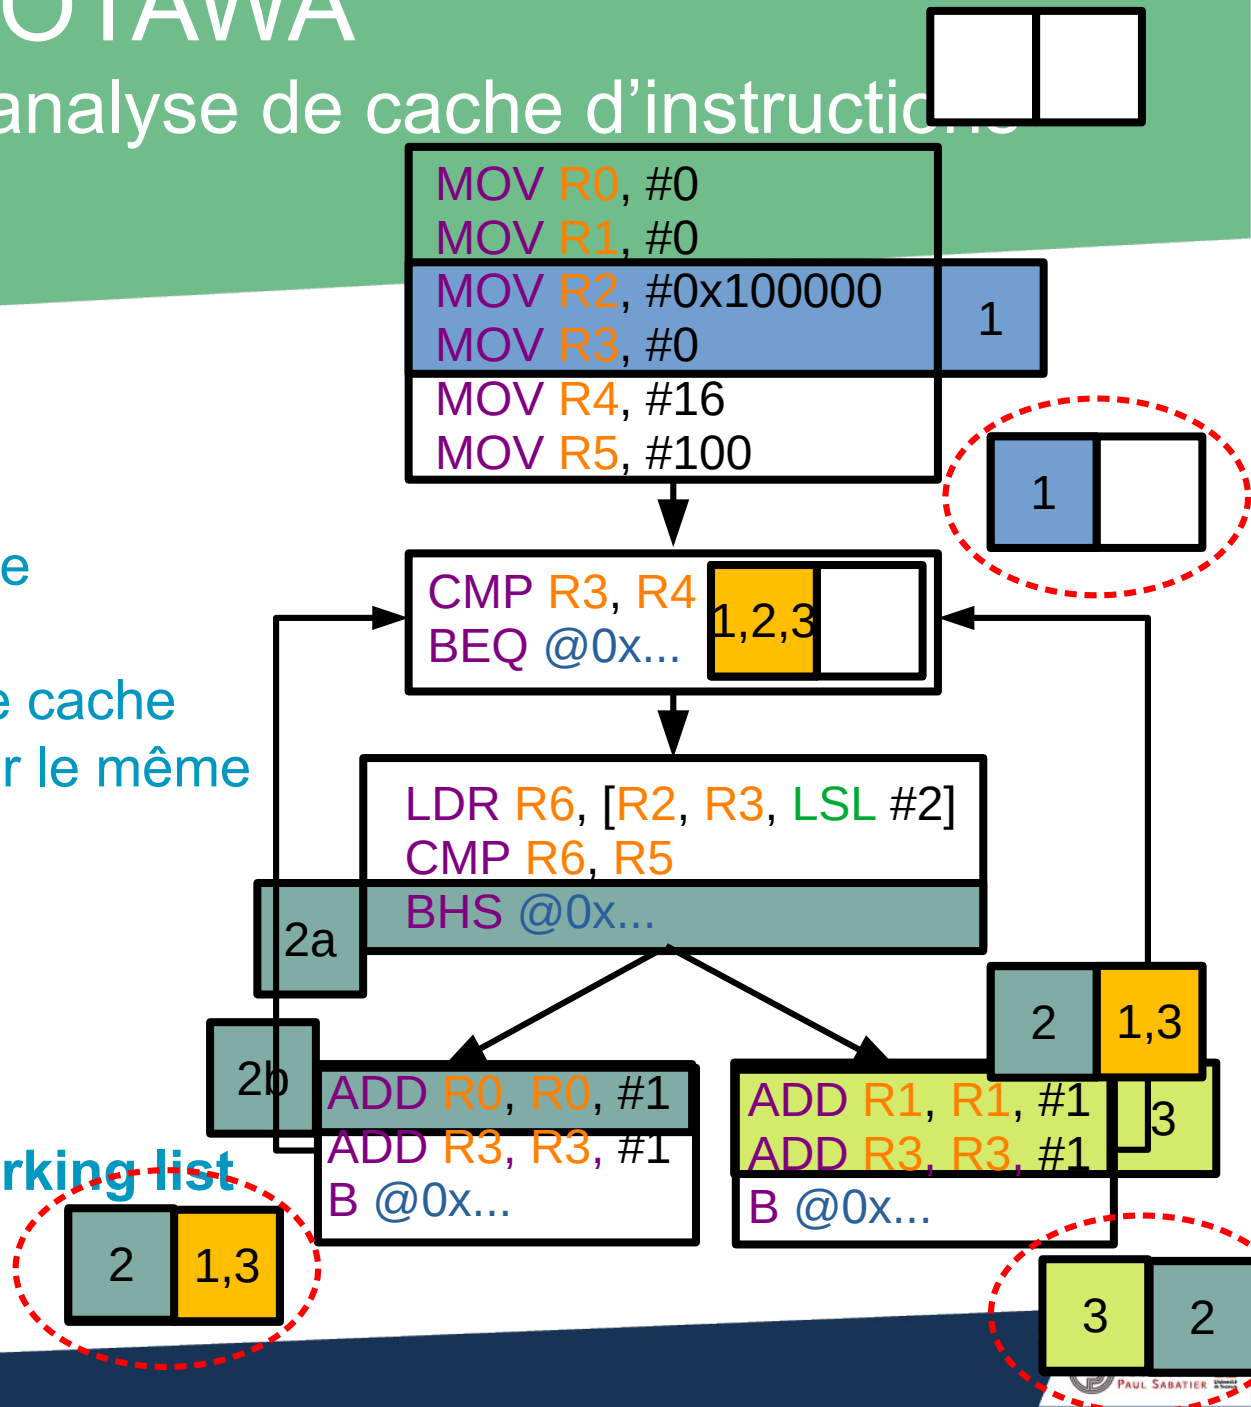 OTAWA
analyse de cache d'instructions
MOV R0, #0
MOV R1, #0
MOV R2, #0x100000
MOV R3, #0
1
MOV R4, #16
MOV R5, #100
1
e
CMP R3, R4
BEQ @0x...
1,2,3
e cache
r le même
LDR R6, [R2, R3, LSL #2]
CMP R6, R5
BHS @0x...
2a
2 1,3
2b
ADD R0, R0, #1
ADD R3, R3, #1
B @0x...
ADD R1, R1, #1
ADD R3, R3, #1
B @0x...
3
rking list
2 1,3
3 2
PAUL SABATIER